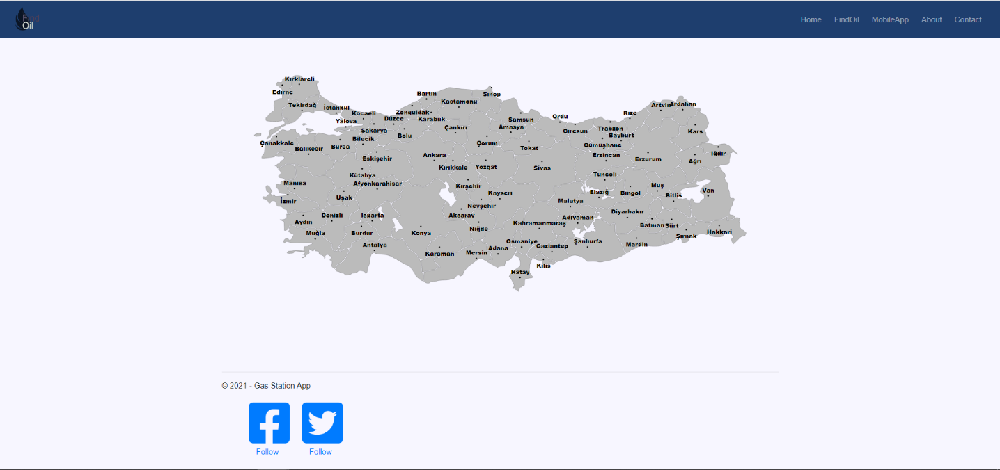 Find
Oil
Home FindOil MobileApp About Contact
Kırklareli
Edirne
Tekirdağ
İstanbul
Kocaeli
Yalova
Sakarya
Düzce
Zonguldak
Bartın
Karabük
Kastamonu
Sinop
Samsun
Amasya
Ordu
Giresun
Trabzon
Bayburt
Gümüşhane
Rize
Artvin
Ardahan
Kars
Iğdır
Ağrı
Erzurum
Erzincan
Tunceli
Çanakkale
Balıkesir
Bursa
Bilecik
Bolu
Çankırı
Çorum
Tokat
Sivas
Eskişehir
Ankara
Kırıkkale
Yozgat
Kütahya
Afyonkarahisar
Manisa
İzmir
Uşak
Kırşehir
Kayseri
Nevşehir
Aksaray
Niğde
Malatya
Elazığ
Bingöl
Muş
Bitlis
Van
Aydın
Denizli
Isparta
Burdur
Muğla
Antalya
Konya
Karaman
Mersin
Adana
Osmaniye
Kahramanmaraş
Adıyaman
Gaziantep
Şanlıurfa
Kilis
Hatay
Diyarbakır
Batman
Siirt
Şırnak
Hakkari
Mardin
© 2021 - Gas Station App
Follow Follow